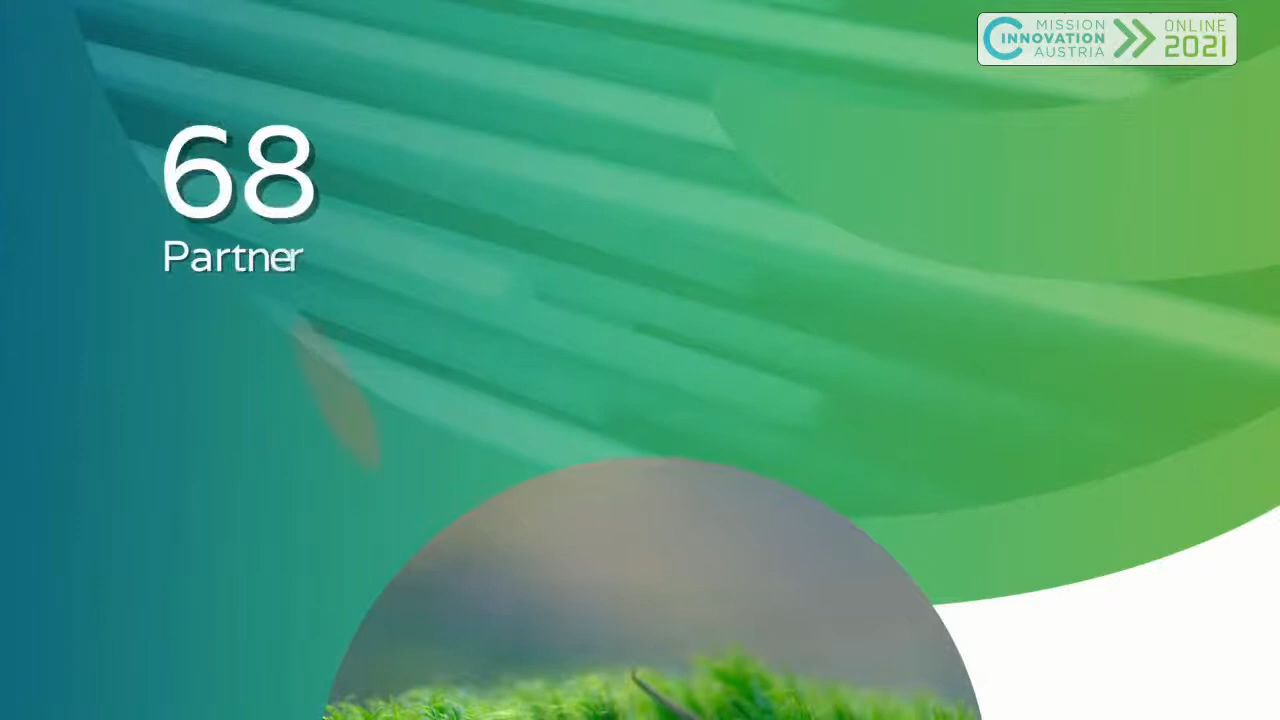 MISSION
INNOVATION
AUSTRIA
ONLINE
2021
68
Partner